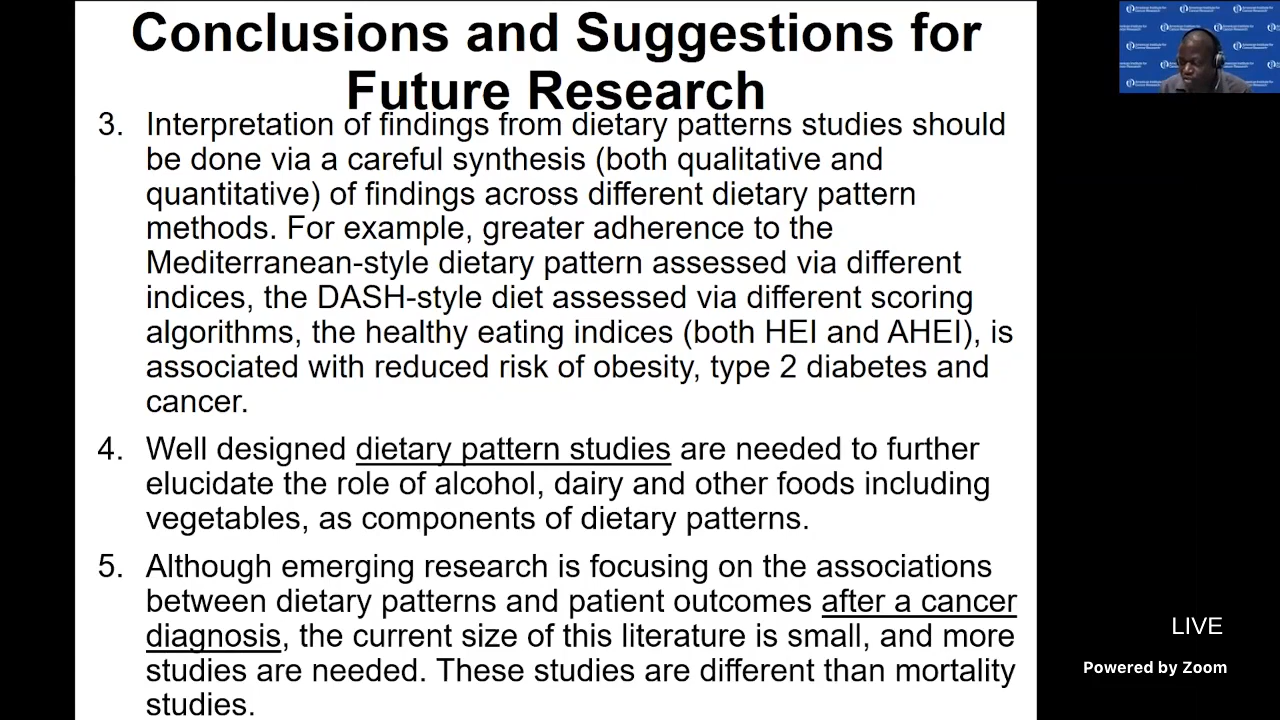 Conclusions and Suggestions for
Future Research
3. Interpretation of findings from dietary patterns studies should
be done via a careful synthesis (both qualitative and
quantitative) of findings across different dietary pattern
methods. For example, greater adherence to the
Mediterranean-style dietary pattern assessed via different
indices, the DASH-style diet assessed via different scoring
algorithms, the healthy eating indices (both HEI and AHEI), is
associated with reduced risk of obesity, type 2 diabetes and
cancer.
4. Well designed dietary pattern studies are needed to further
elucidate the role of alcohol, dairy and other foods including
vegetables, as components of dietary patterns.
5. Although emerging research is focusing on the associations
between dietary patterns and patient outcomes after a cancer
diagnosis, the current size of this literature is small, and more
studies are needed. These studies are different than mortality
studies.
LIVE
Powered by Zoom